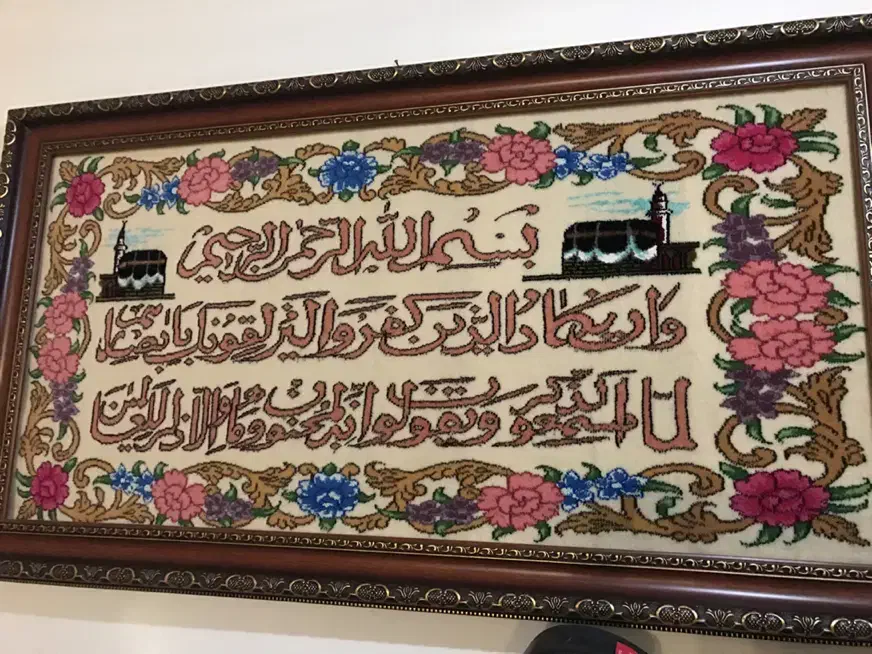 بسم الله الرحمن الرحيم
وان يكاد الذين كفروا ليزلقونك بابصارهم
لما سمعوا الذكر ويقولون انه لمجنون وما هو الا ذكر للعالمين